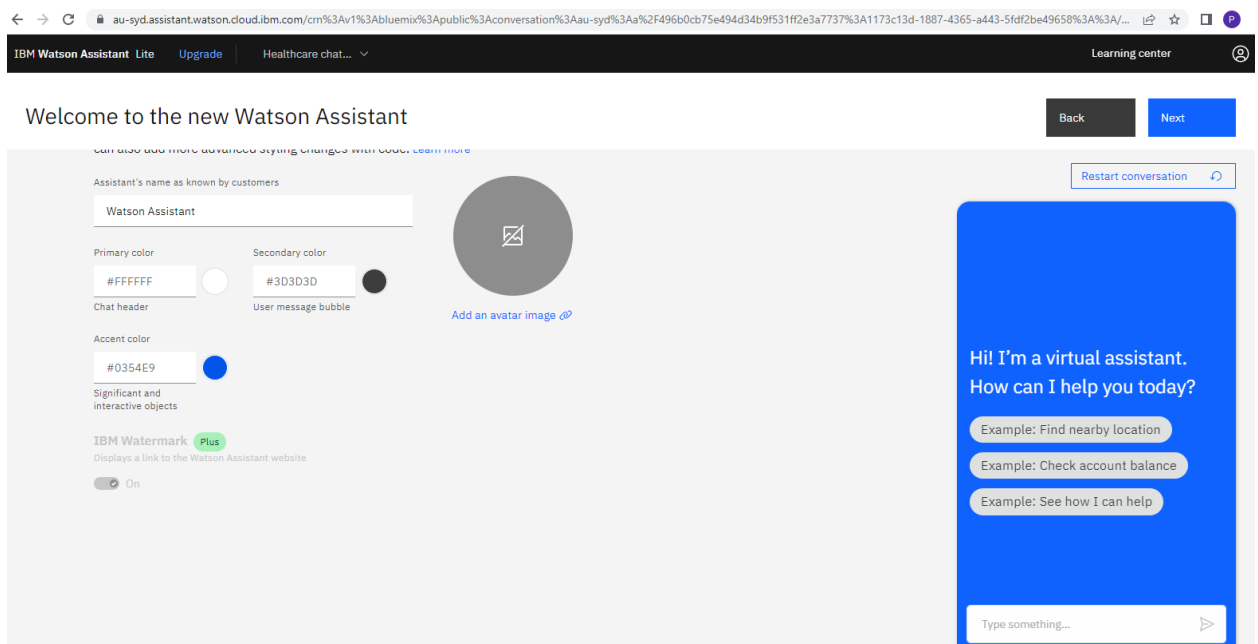 au-syd.assistant.watson.cloud.ibm.com/crn%3Av1%3Abluemix%3Apublic%3Aconversation%3Aau-syd%3Aa%2F496b0cb75e494d34b9f531ff2e3a7737%3A1173c13d-1887-4365-a443-5fdf2be49658%3A%3A/... P
IBM Watson Assistant Lite Upgrade Healthcare chat... Learning center
Welcome to the new Watson Assistant Back Next
can also add more advanced styling changes with code. Learn more
Restart conversation
Assistant's name as known by customers
Watson Assistant
Primary color Secondary color
#FFFFFF #3D3D3D
Chat header User message bubble
Add an avatar image
Accent color
#0354E9
Significant and
interactive objects
IBM Watermark Plus
Displays a link to the Watson Assistant website
On
Hi! I'm a virtual assistant.
How can I help you today?
Example: Find nearby location
Example: Check account balance
Example: See how I can help
Type something...